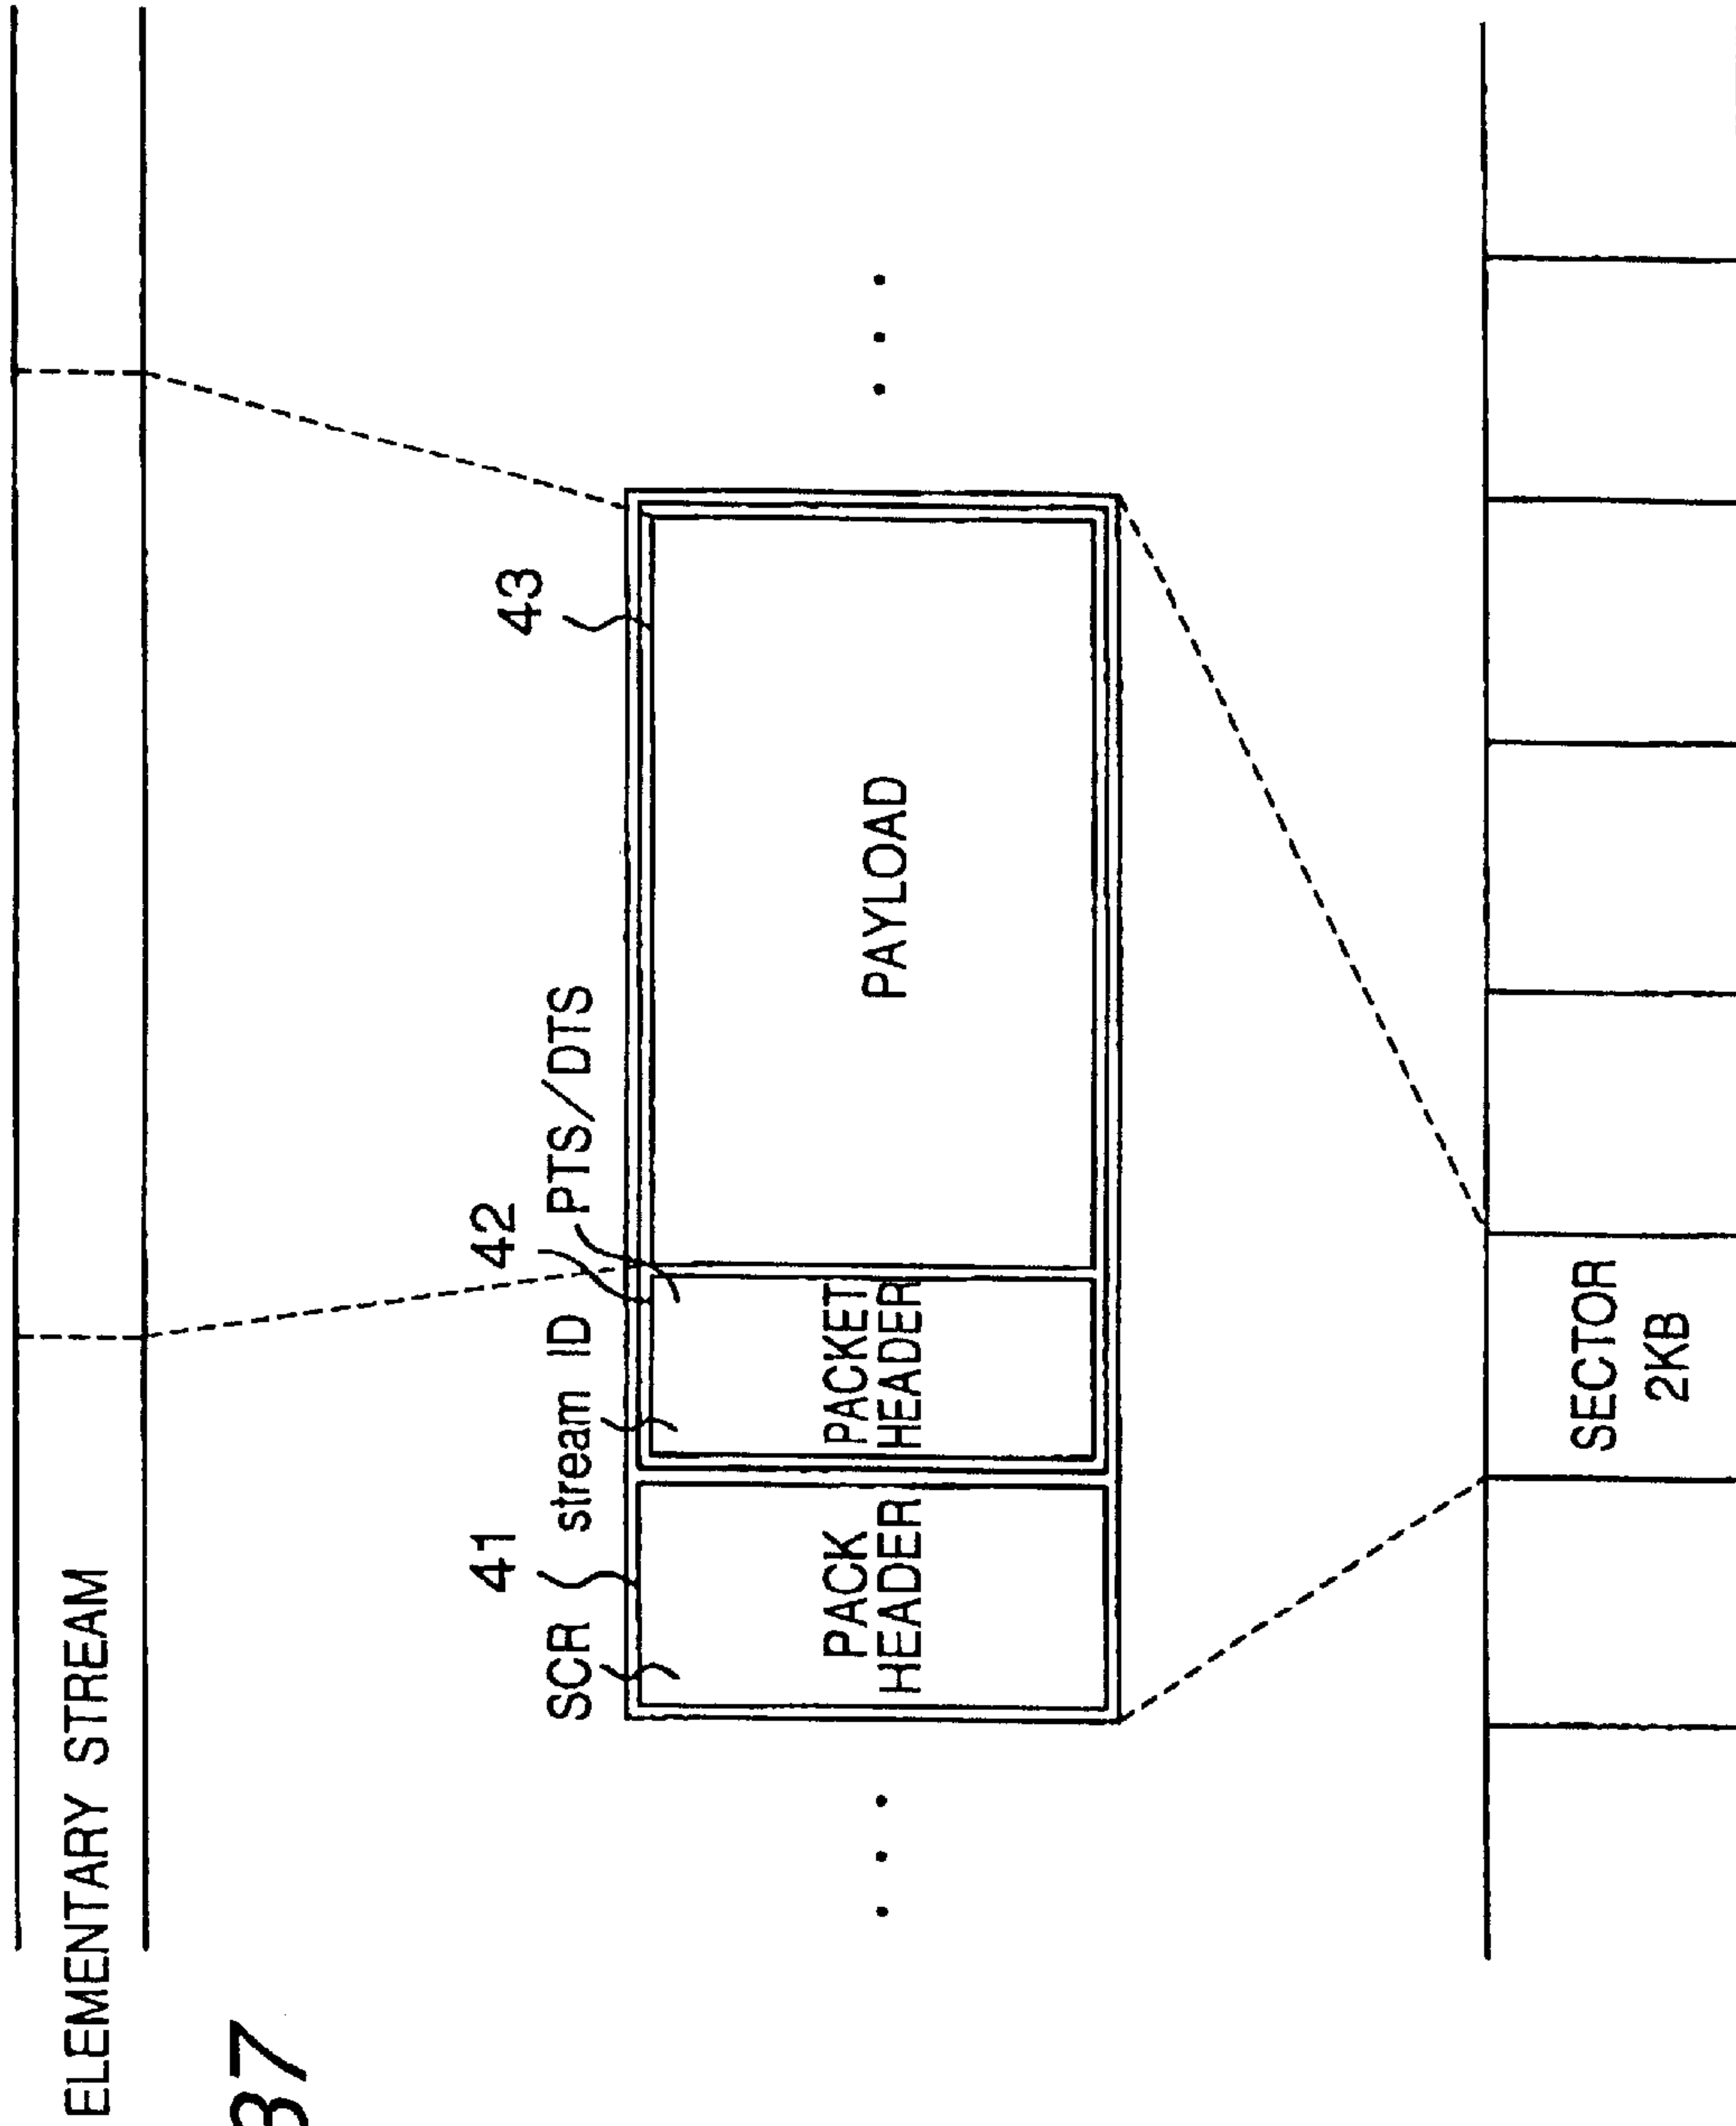 37
ELEMENTARY STREAM
41
42
43
SCR
stream ID
PTS/DTS
PACK
HEADER
PACKET
HEADER
PAYLOAD
SECTOR
2KB